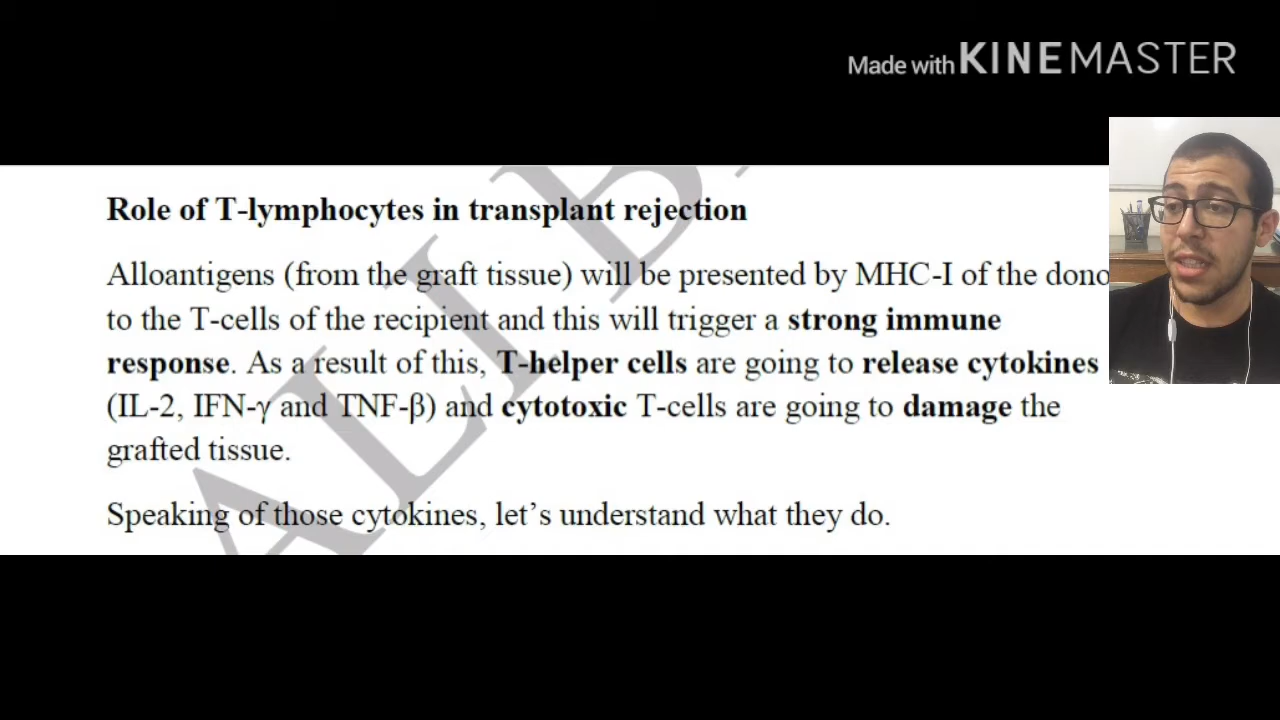 Made with KINEMASTER
Role of T-lymphocytes in transplant rejection
Alloantigens (from the graft tissue) will be presented by MHC-I of the dono
to the T-cells of the recipient and this will trigger a strong immune
response. As a result of this, T-helper cells are going to release cytokines
(IL-2, IFN-γ and TNF-β) and cytotoxic T-cells are going to damage the
grafted tissue.
Speaking of those cytokines, let’s understand what they do.
ALI B